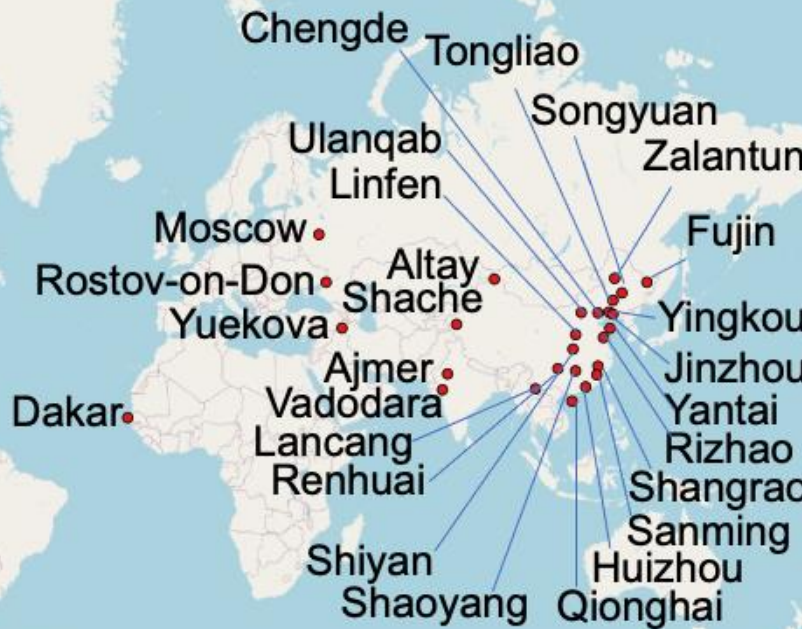 Chengde
Tongliao
Songyuan
Ulanqab
Zalantun
Linfen
Moscow
Fujin
Altay
Rostov-on-Don
Shache
Yuekova
Yingkou
Ajmer
Jinzhou
Vadodara
Dakar
Yantai
Lancang
Rizhao
Renhuai
Shangrao
Sanming
Shiyan
Huizhou
Shaoyang
Qionghai